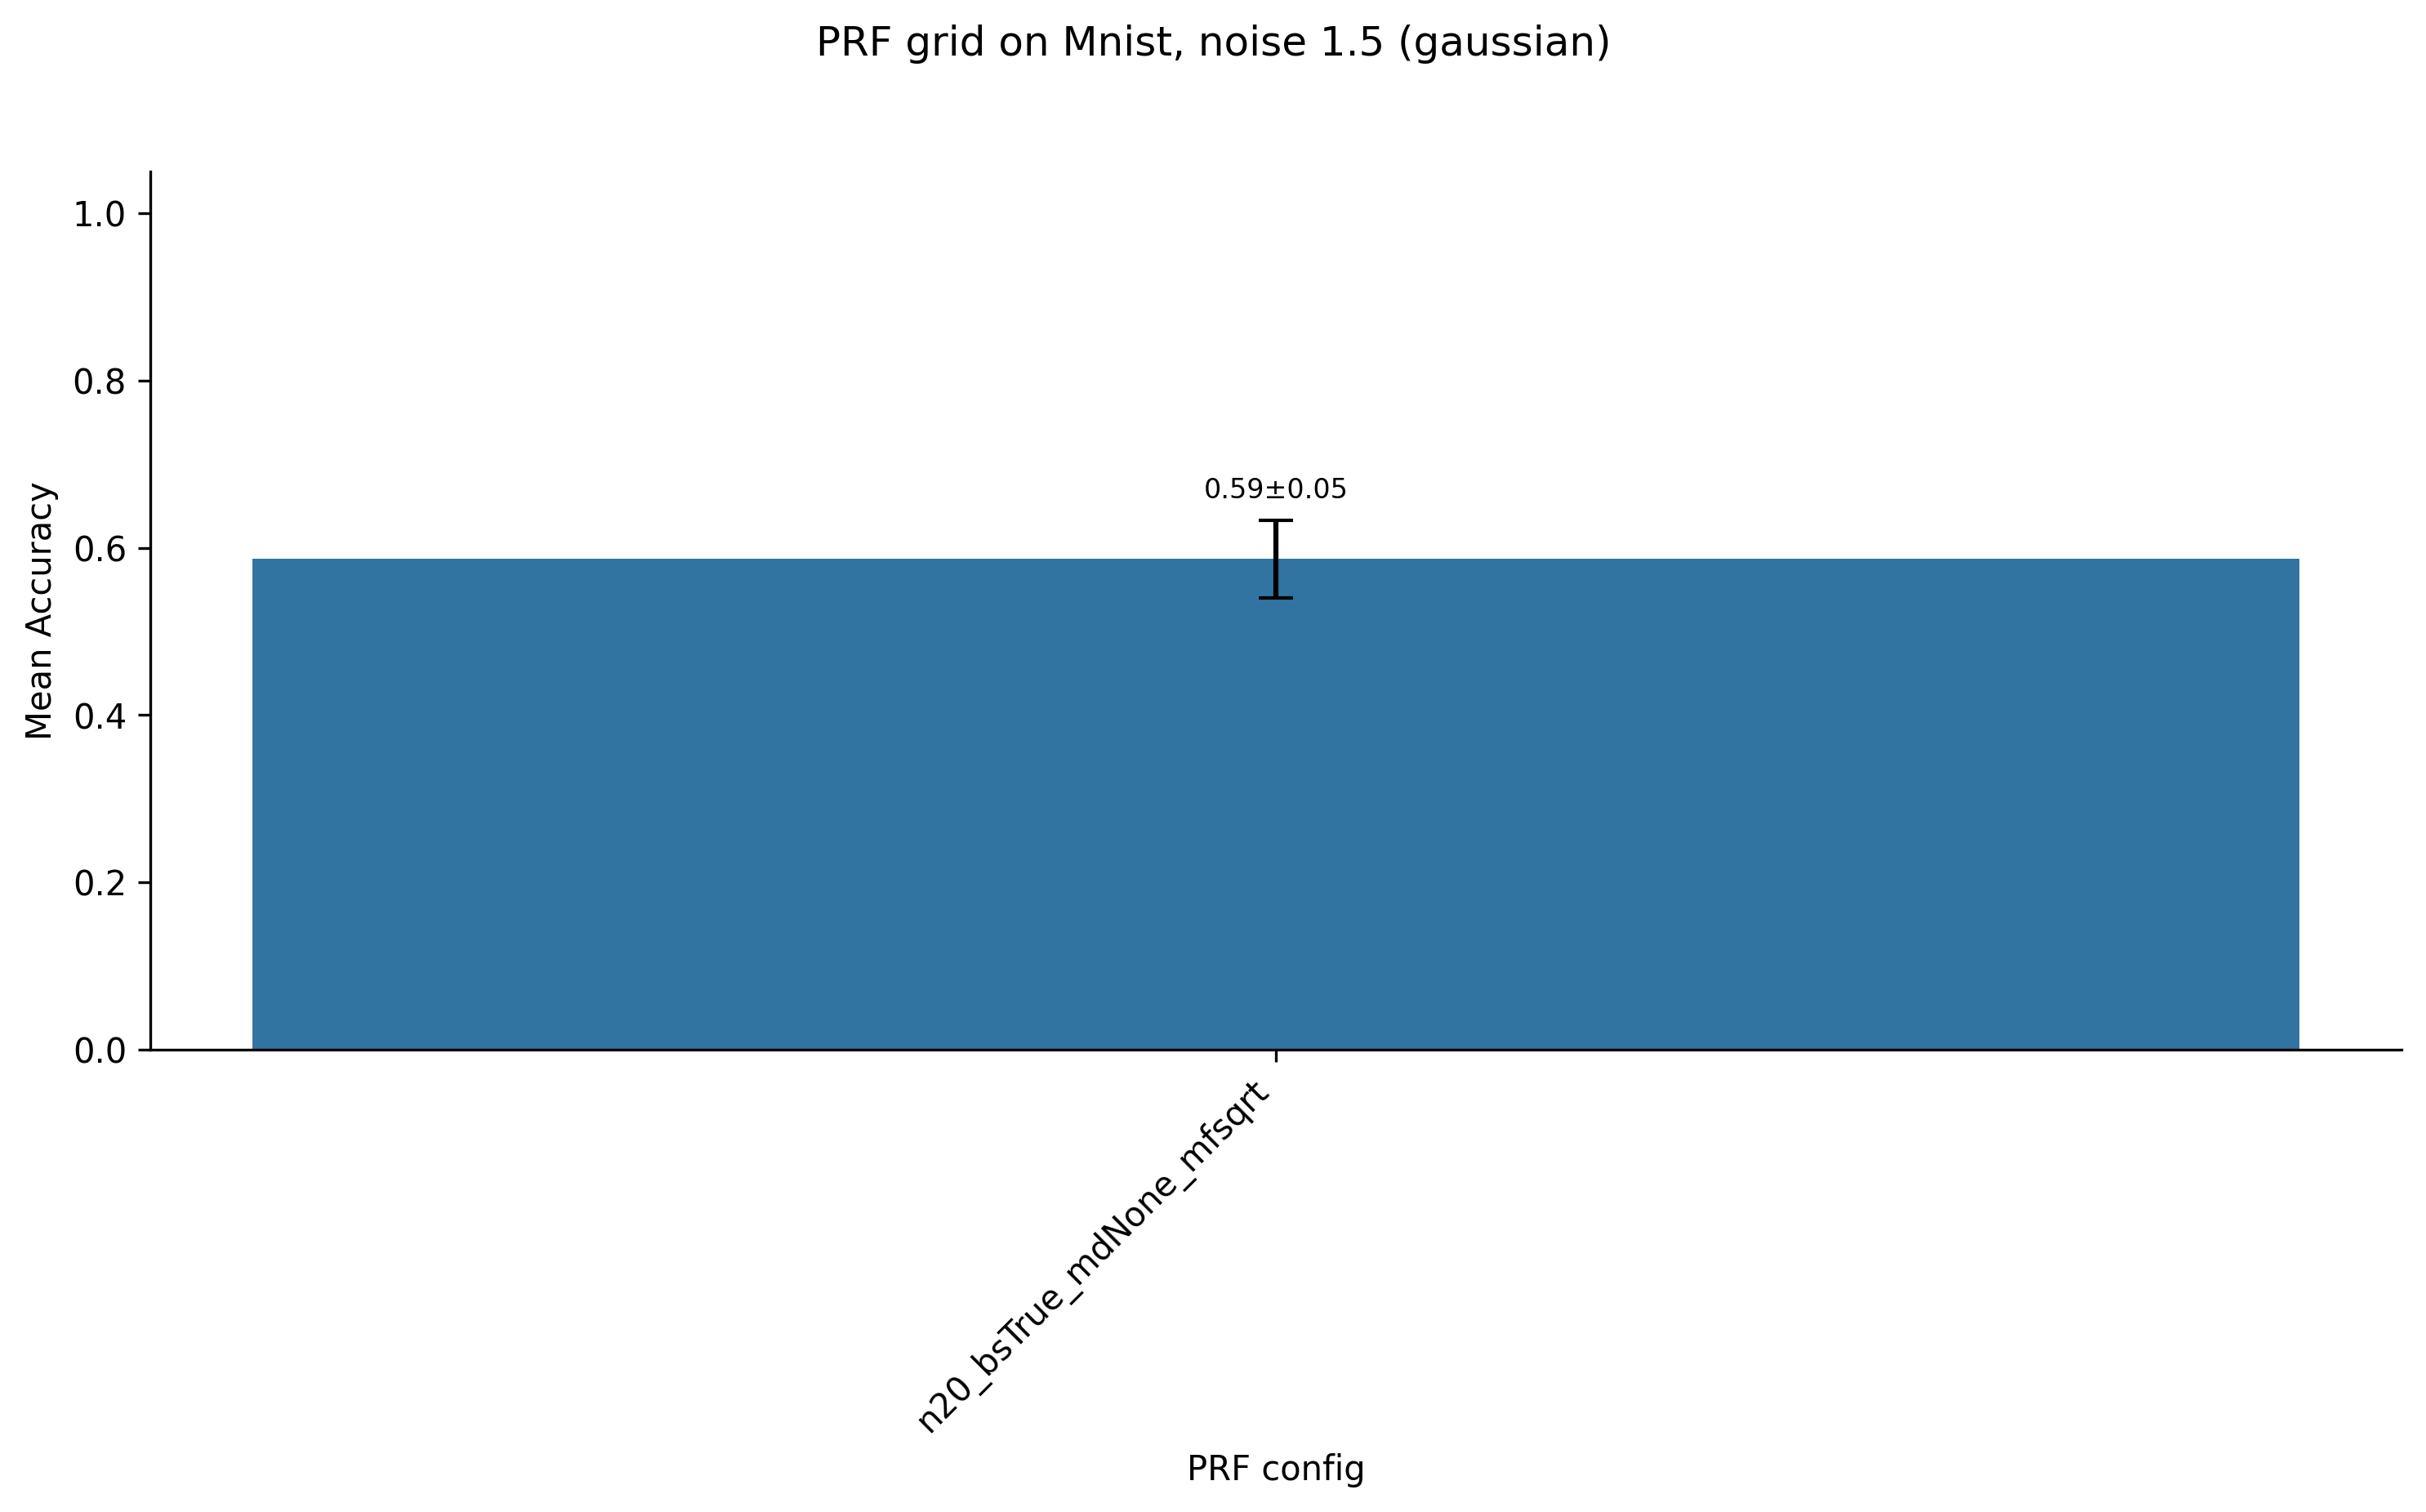 PRF grid on Mnist, noise 1.5 (gaussian)
1.0
0.8
0.6
0.4
0.2
0.0
Mean Accuracy
0.59±0.05
n20_bsTrue_mdNone_mfsqrt
PRF config